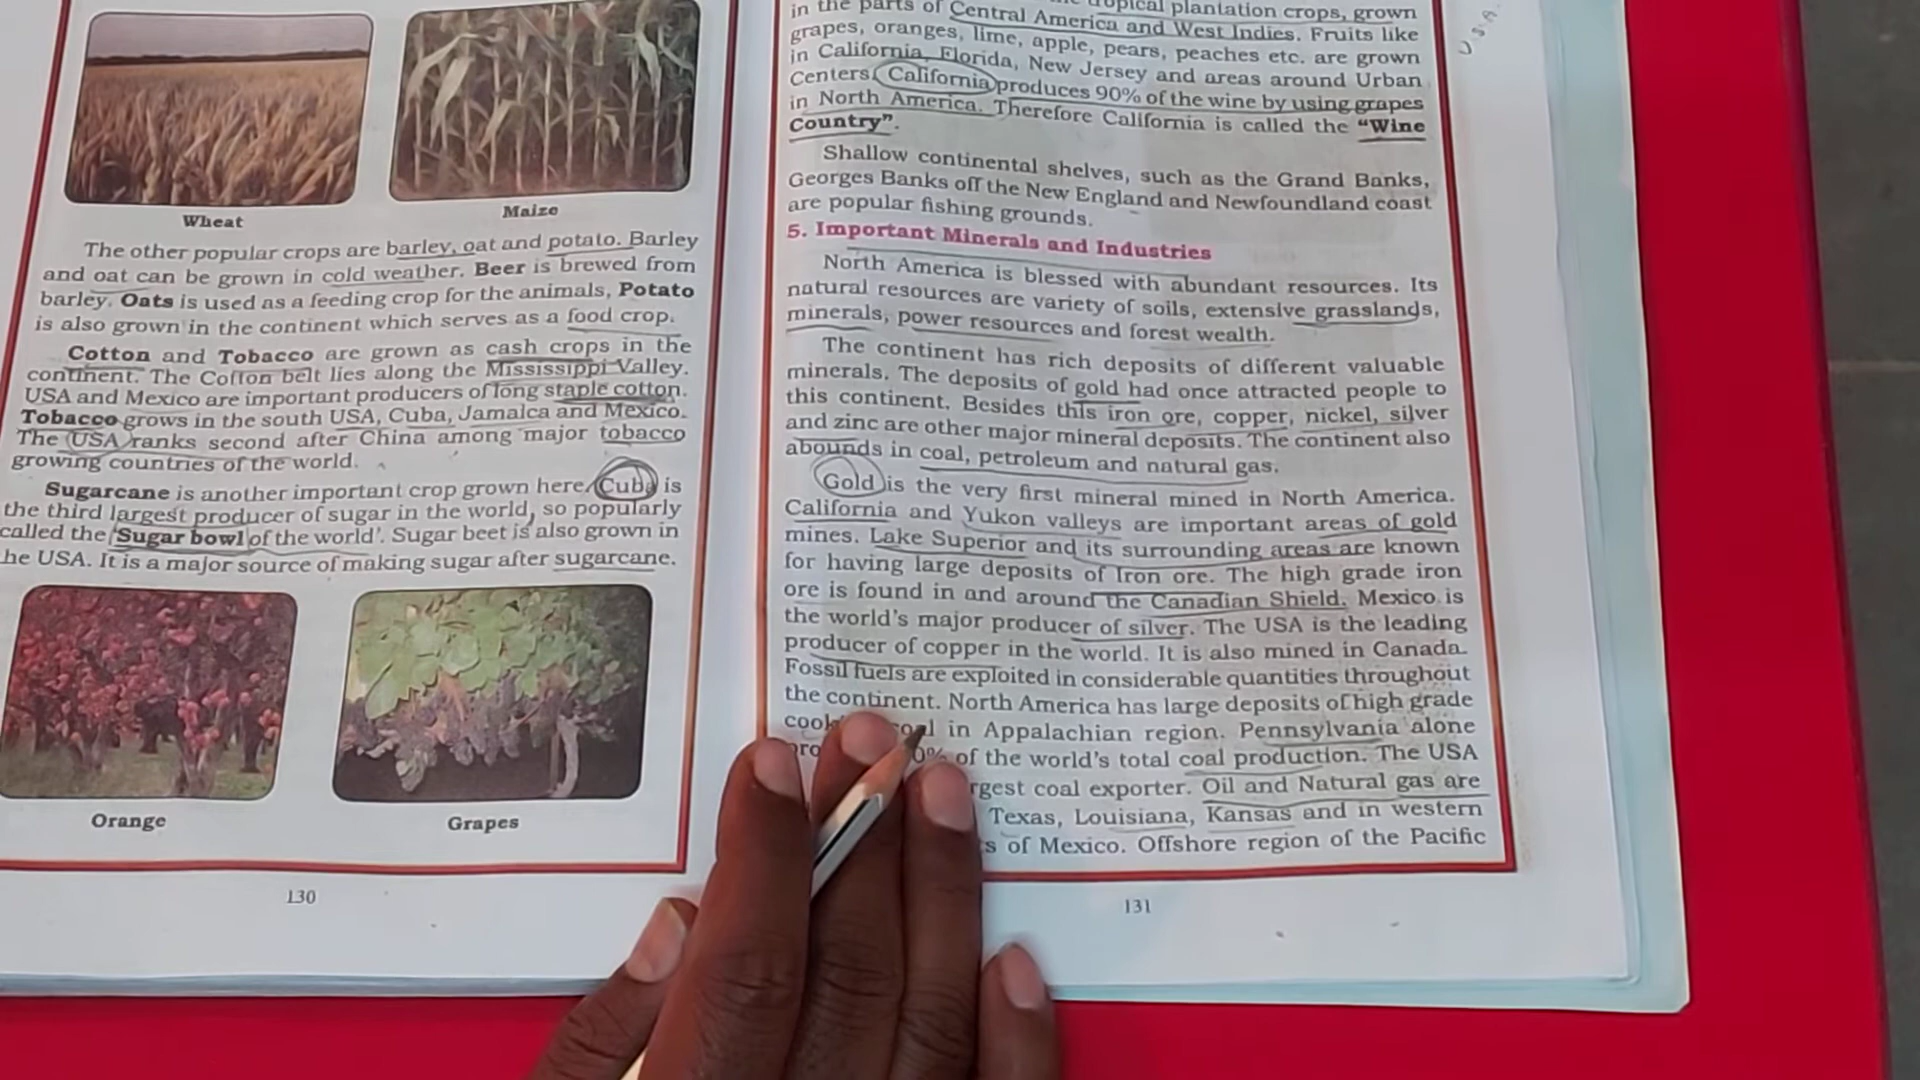 Wheat
Maize
The other popular crops are barley, oat and potato. Barley
and oat can be grown in cold weather. Beer is brewed from
barley. Oats is used as a feeding crop for the animals, Potato
is also grown in the continent which serves as a food crop.
Cotton and Tobacco are grown as cash crops in the
continent. The Cotton belt lies along the Mississippi Valley.
USA and Mexico are important producers of long staple cotton.
Tobacco grows in the south USA, Cuba, Jamaica and Mexico.
The USA ranks second after China among major tobacco
growing countries of the world.
Sugarcane is another important crop grown here. Cuba is
the third largest producer of sugar in the world, so popularly
called the 'Sugar bowl of the world'. Sugar beet is also grown in
he USA. It is a major source of making sugar after sugarcane.
Orange
Grapes
130
tropical plantation crops, grown
in the parts of Central America and West Indies. Fruits like
grapes, oranges, lime, apple, pears, peaches etc. are grown
in California, Florida, New Jersey and areas around Urban
Centers. California produces 90% of the wine by using grapes
in North America. Therefore California is called the "Wine
Country".
Shallow continental shelves, such as the Grand Banks,
Georges Banks off the New England and Newfoundland coast
are popular fishing grounds.
5. Important Minerals and Industries
North America is blessed with abundant resources. Its
natural resources are variety of soils, extensive grasslands,
minerals, power resources and forest wealth.
The continent has rich deposits of different valuable
minerals. The deposits of gold had once attracted people to
this continent. Besides this iron ore, copper, nickel, silver
and zinc are other major mineral deposits. The continent also
abounds in coal, petroleum and natural gas.
Gold is the very first mineral mined in North America.
California and Yukon valleys are important areas of gold
mines. Lake Superior and its surrounding areas are known
for having large deposits of Iron ore. The high grade iron
ore is found in and around the Canadian Shield. Mexico is
the world's major producer of silver. The USA is the leading
producer of copper in the world. It is also mined in Canada.
Fossil fuels are exploited in considerable quantities throughout
the continent. North America has large deposits of high grade
in Appalachian region. Pennsylvania alone
0% of the world's total coal production. The USA
rgest coal exporter. Oil and Natural gas are
Texas, Louisiana, Kansas and in western
s of Mexico. Offshore region of the Pacific
131
U.S.A.